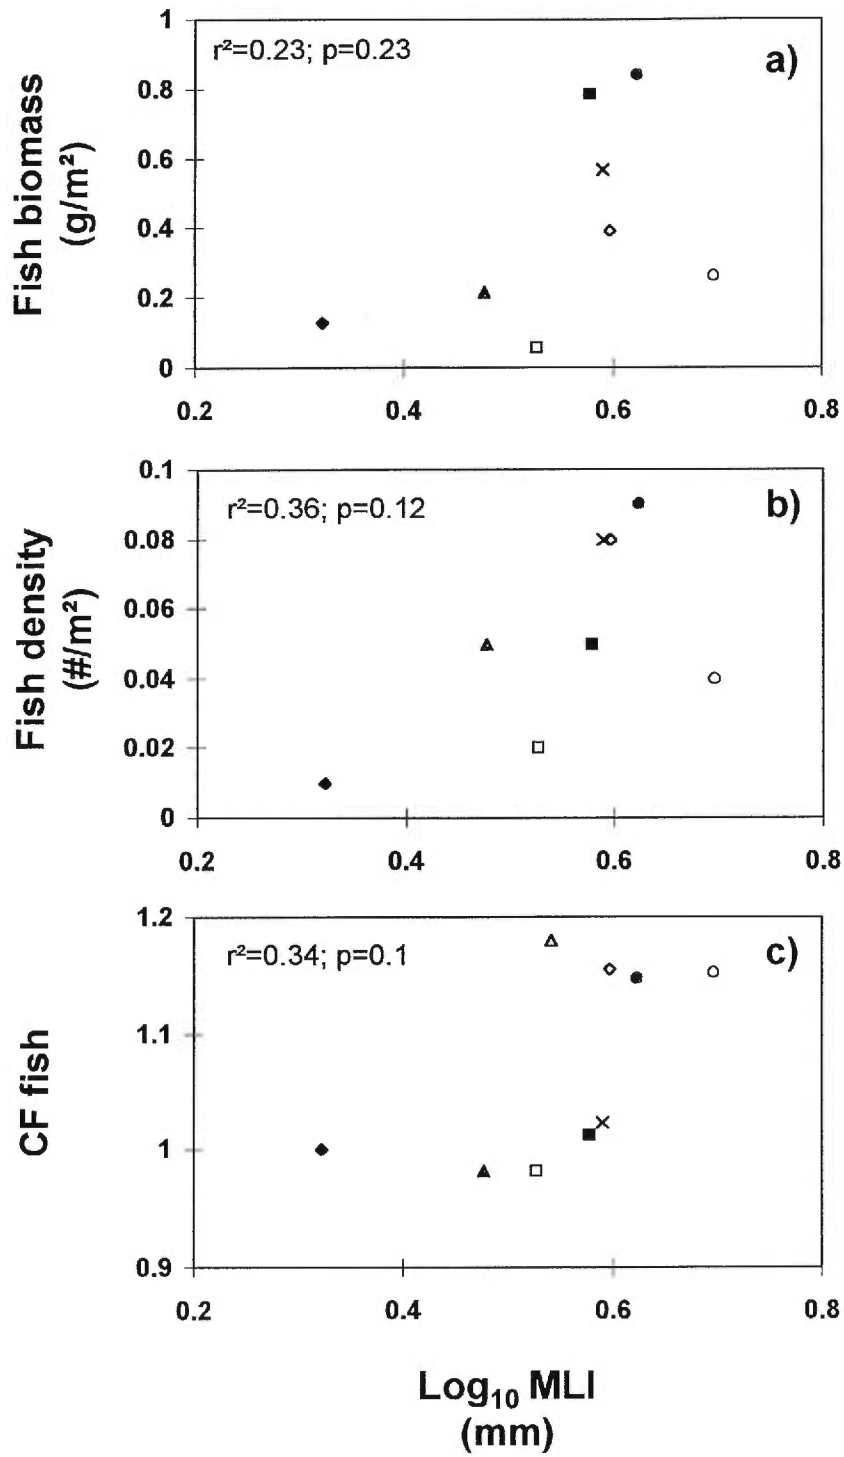 Fish biomass
(g/m²)
1
0.8
0.6
0.4
0.2
0
r²=0.23; p=0.23
a)
0.2 0.4 0.6 0.8
Fish density
(#/m²)
0.1
0.08
0.06
0.04
0.02
0
r²=0.36; p=0.12
b)
0.2 0.4 0.6 0.8
CF fish
1.2
1.1
1
0.9
r²=0.34; p=0.1
c)
0.2 0.4 0.6 0.8
Log₁₀ MLI
(mm)